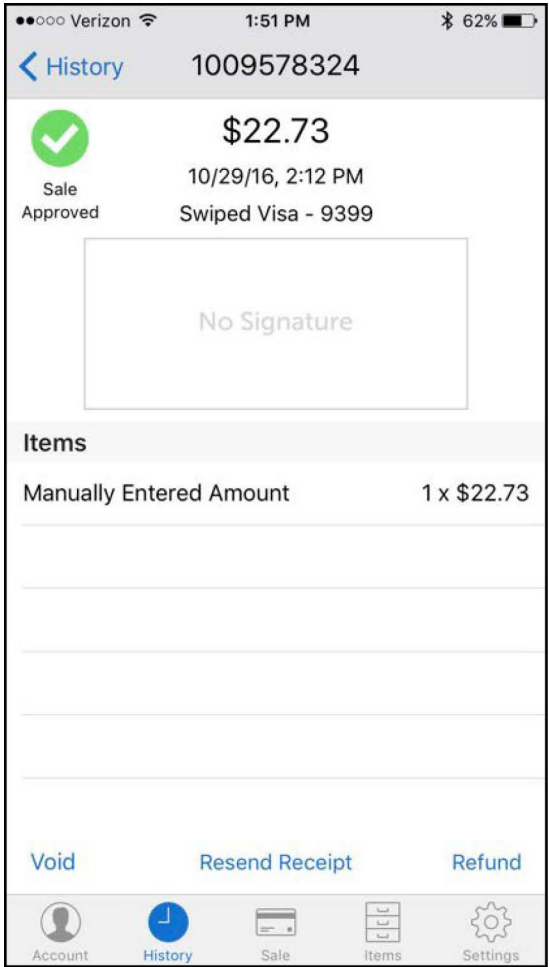 Verizon 1:51 PM 62%
History 1009578324
$22.73
10/29/16, 2:12 PM
Sale
Approved
Swiped Visa - 9399
No Signature
Items
Manually Entered Amount 1 x $22.73
Void Resend Receipt Refund
Account History Sale Items Settings